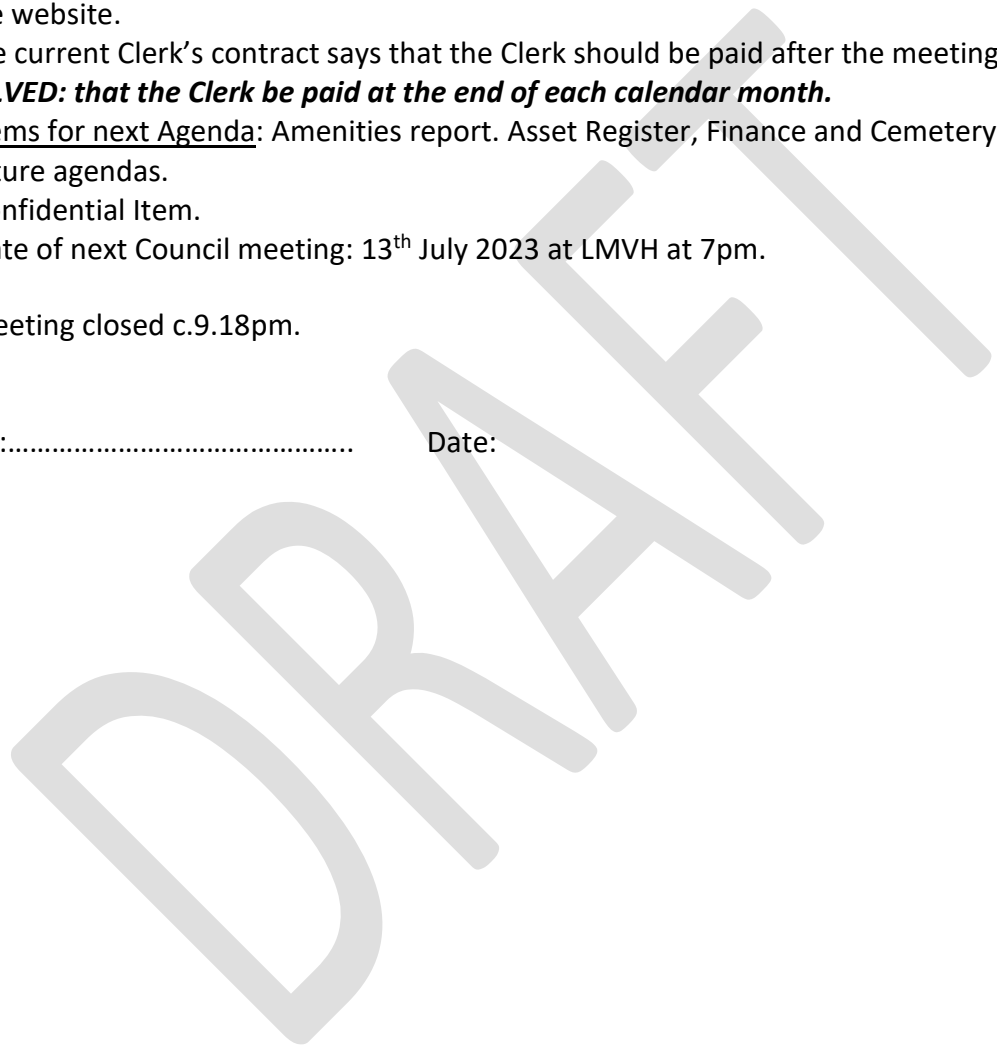 e website.
e current Clerk’s contract says that the Clerk should be paid after the meeting
.VED: that the Clerk be paid at the end of each calendar month.
ems for next Agenda: Amenities report. Asset Register, Finance and Cemetery
ture agendas.
onfidential Item.
ate of next Council meeting: 13th July 2023 at LMVH at 7pm.
eeting closed c.9.18pm.
:……………………………………….. Date:
DRAFT